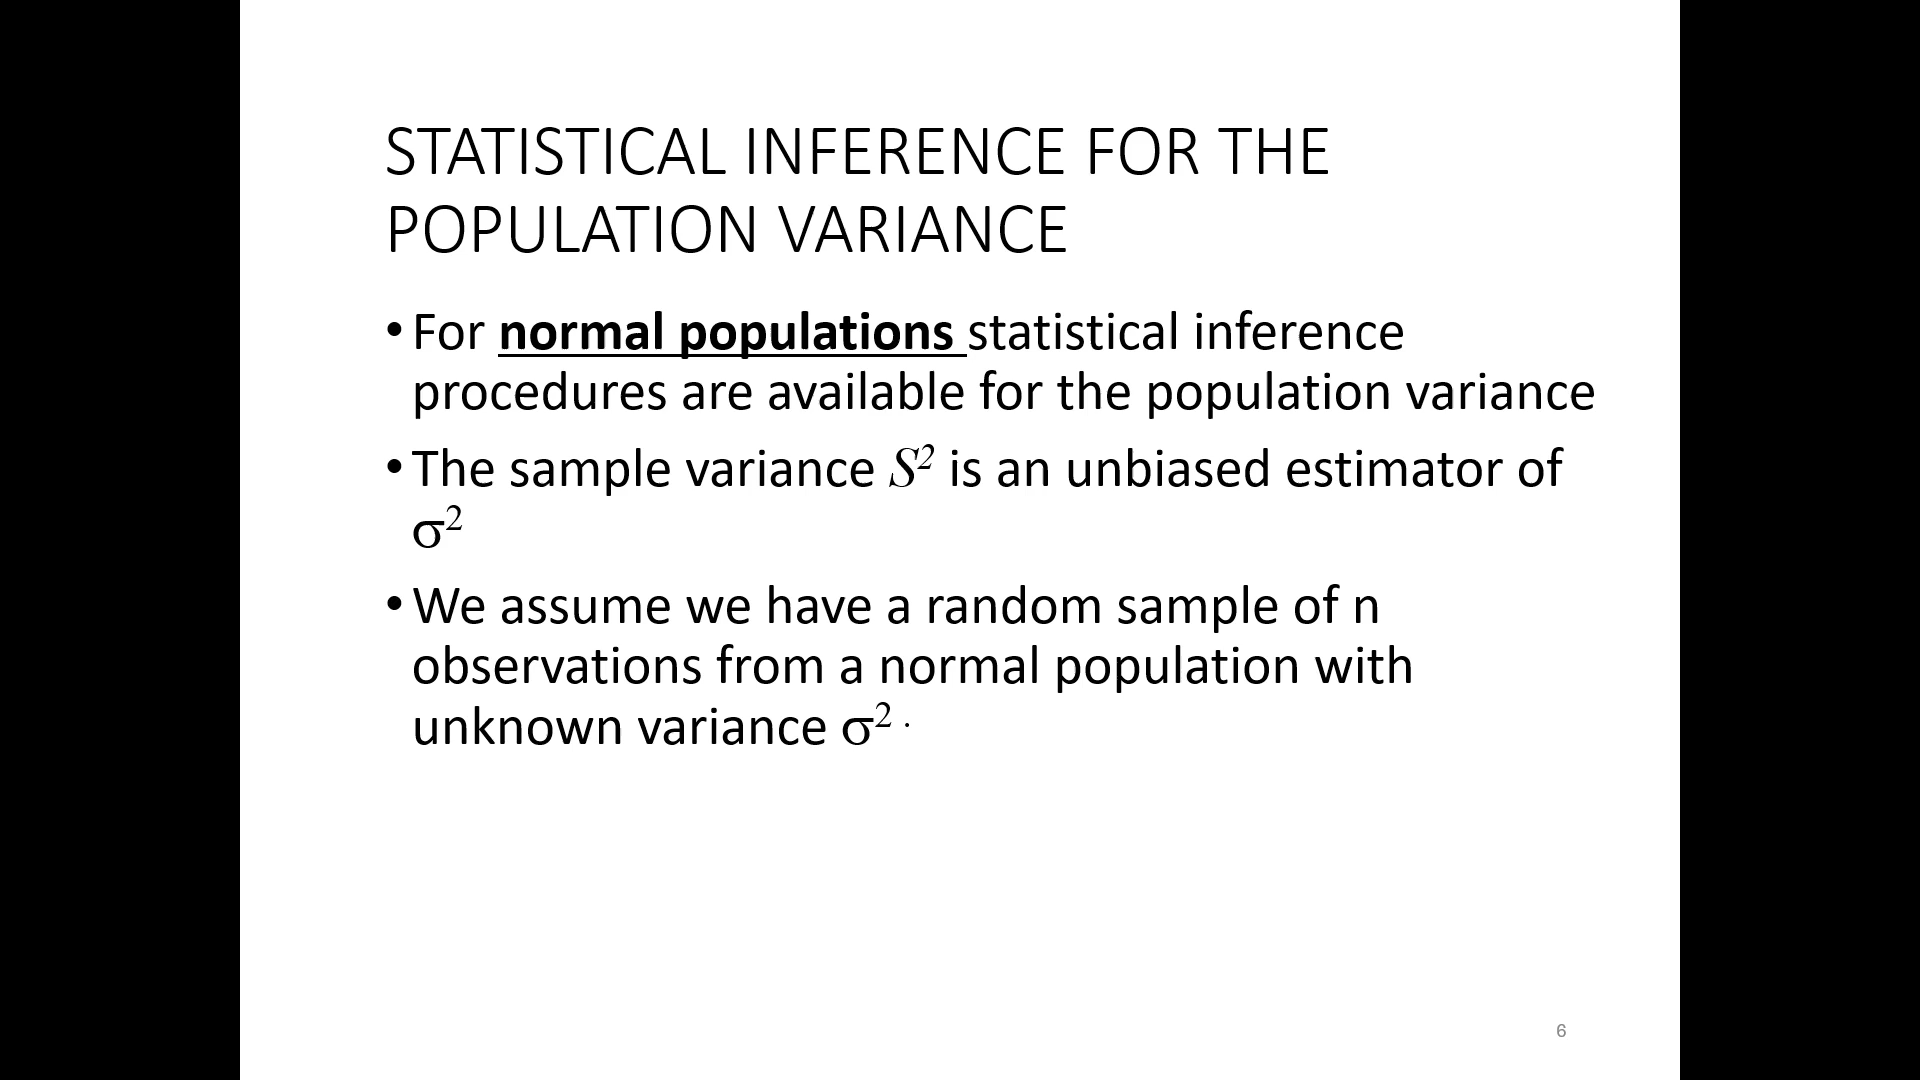 STATISTICAL INFERENCE FOR THE
POPULATION VARIANCE
•For normal populations statistical inference
procedures are available for the population variance
•The sample variance S² is an unbiased estimator of
σ²
•We assume we have a random sample of n
observations from a normal population with
unknown variance σ² .
6